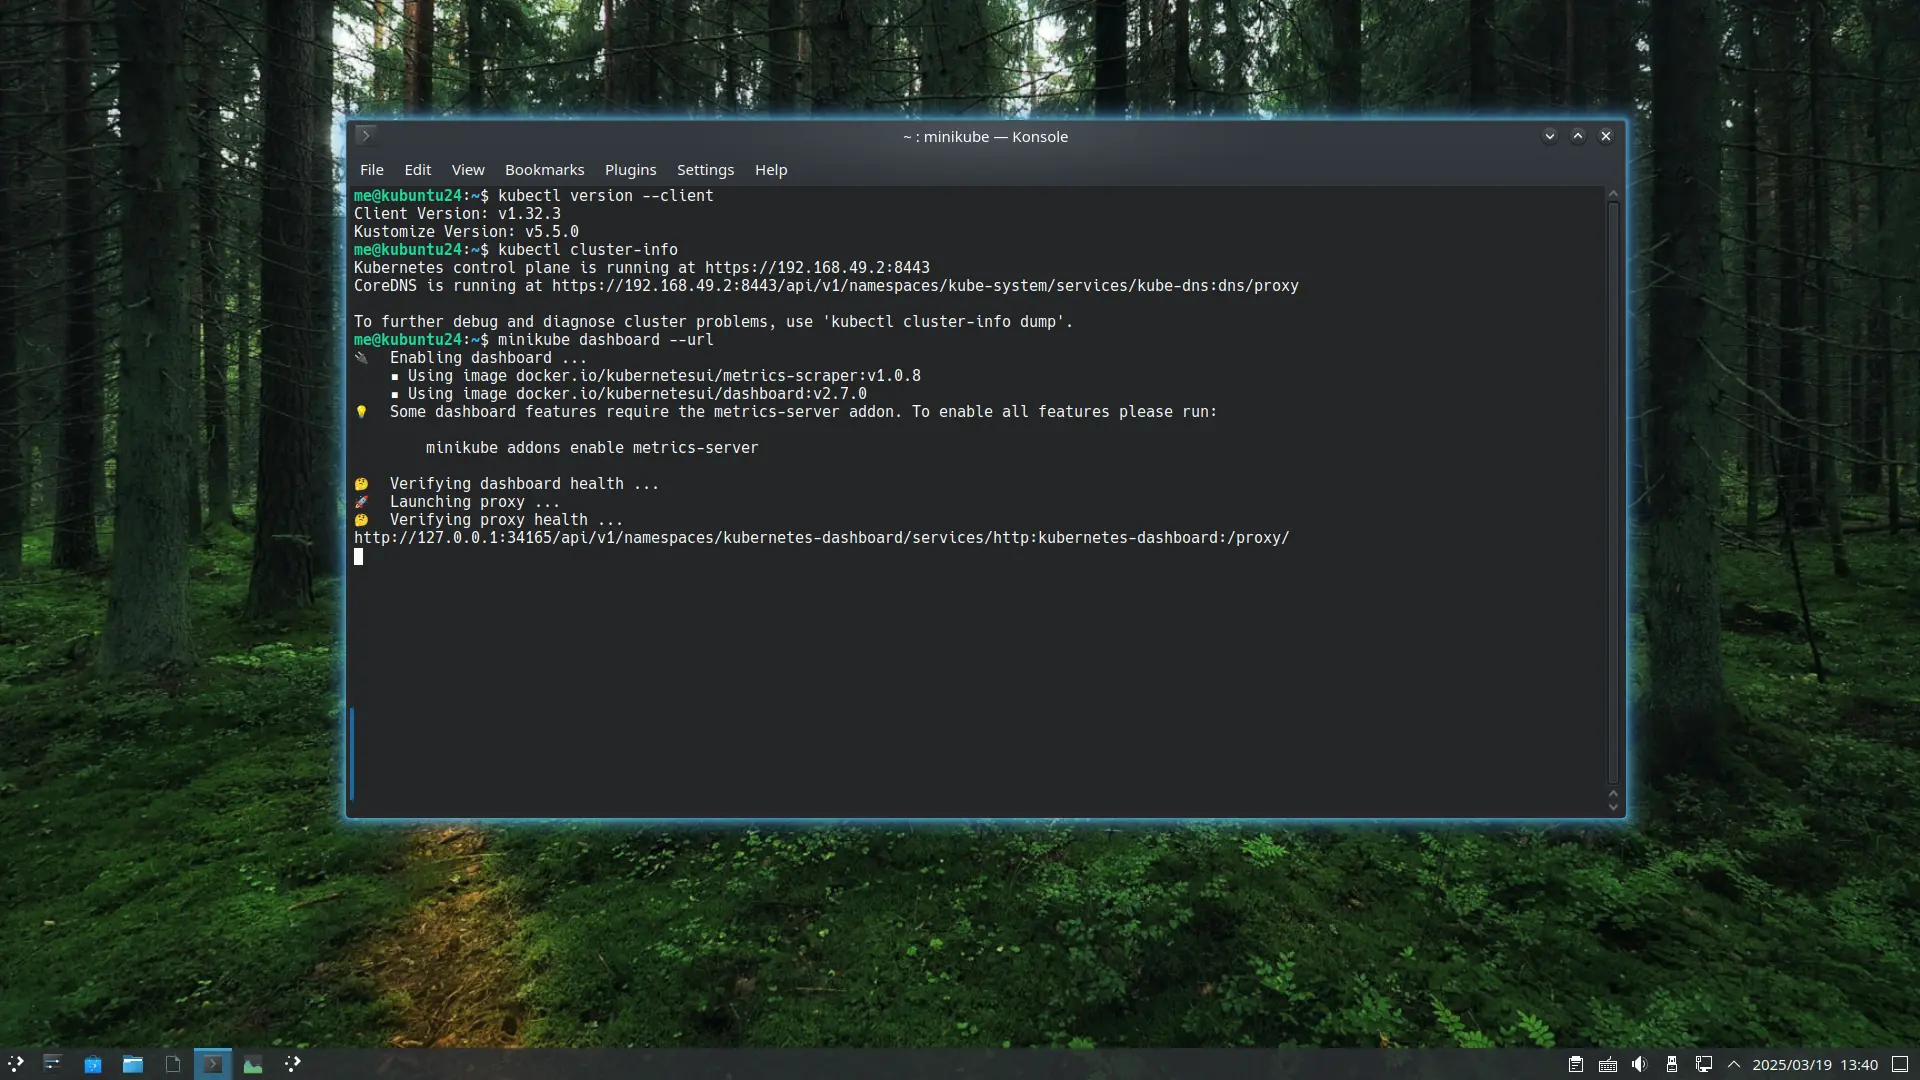 ~ : minikube — Konsole
File Edit View Bookmarks Plugins Settings Help
me@kubuntu24:~$ kubectl version --client
Client Version: v1.32.3
Kustomize Version: v5.5.0
me@kubuntu24:~$ kubectl cluster-info
Kubernetes control plane is running at https://192.168.49.2:8443
CoreDNS is running at https://192.168.49.2:8443/api/v1/namespaces/kube-system/services/kube-dns:dns/proxy
To further debug and diagnose cluster problems, use 'kubectl cluster-info dump'.
me@kubuntu24:~$ minikube dashboard --url
🔌 Enabling dashboard ...
▪ Using image docker.io/kubernetesui/metrics-scraper:v1.0.8
▪ Using image docker.io/kubernetesui/dashboard:v2.7.0
💡 Some dashboard features require the metrics-server addon. To enable all features please run:
minikube addons enable metrics-server
🤔 Verifying dashboard health ...
🚀 Launching proxy ...
🤔 Verifying proxy health ...
http://127.0.0.1:34165/api/v1/namespaces/kubernetes-dashboard/services/http:kubernetes-dashboard:/proxy/
2025/03/19 13:40